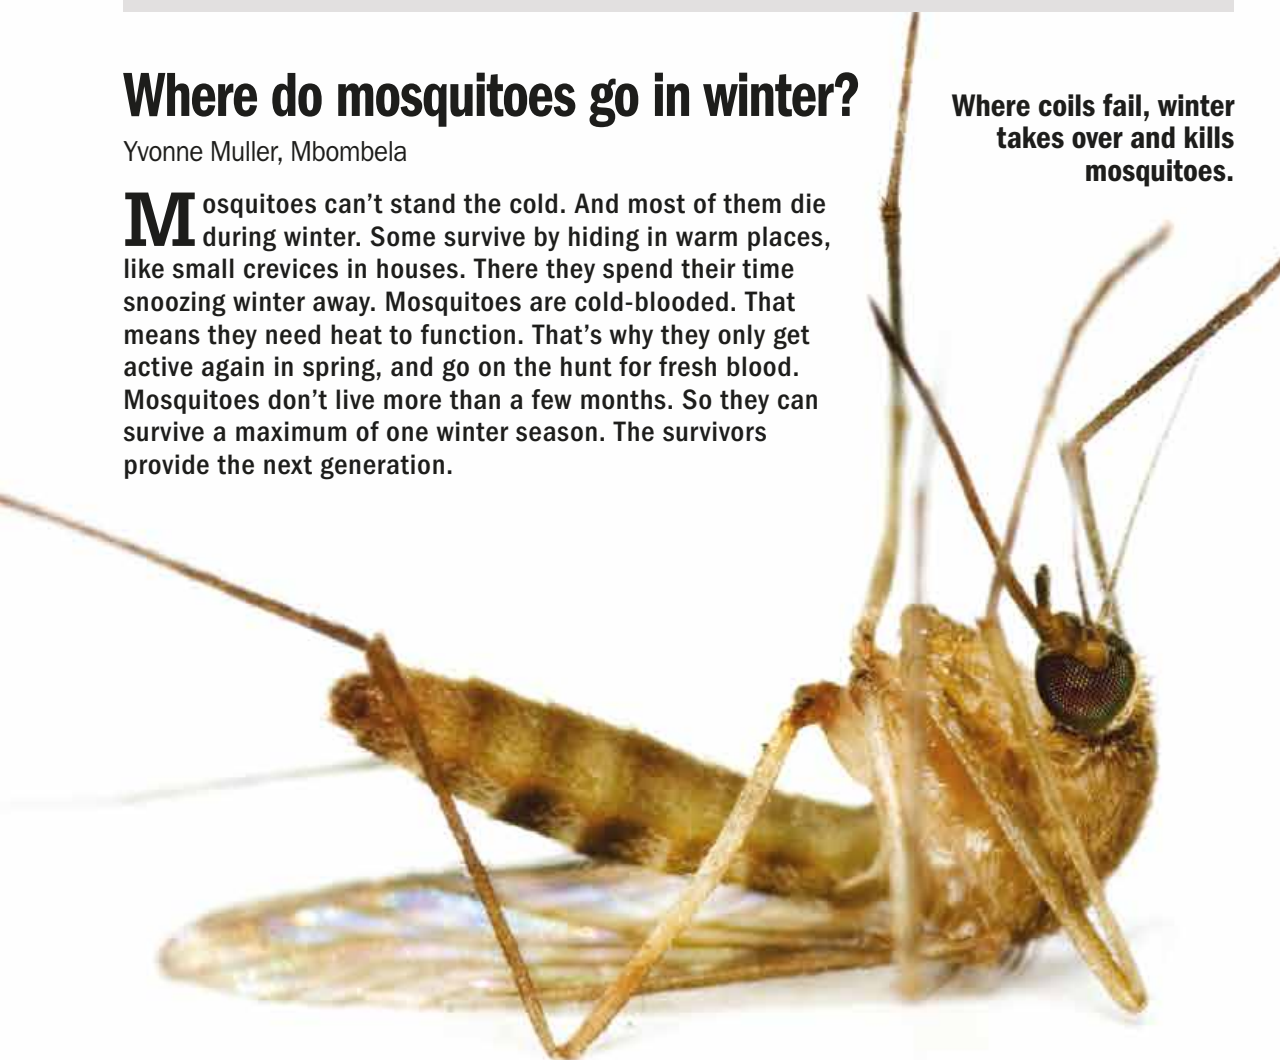 Where do mosquitoes go in winter?
Yvonne Muller, Mbombela
Mosquitoes can’t stand the cold. And most of them die
during winter. Some survive by hiding in warm places,
like small crevices in houses. There they spend their time
snoozing winter away. Mosquitoes are cold-blooded. That
means they need heat to function. That’s why they only get
active again in spring, and go on the hunt for fresh blood.
Mosquitoes don’t live more than a few months. So they can
survive a maximum of one winter season. The survivors
provide the next generation.
Where coils fail, winter
takes over and kills
mosquitoes.